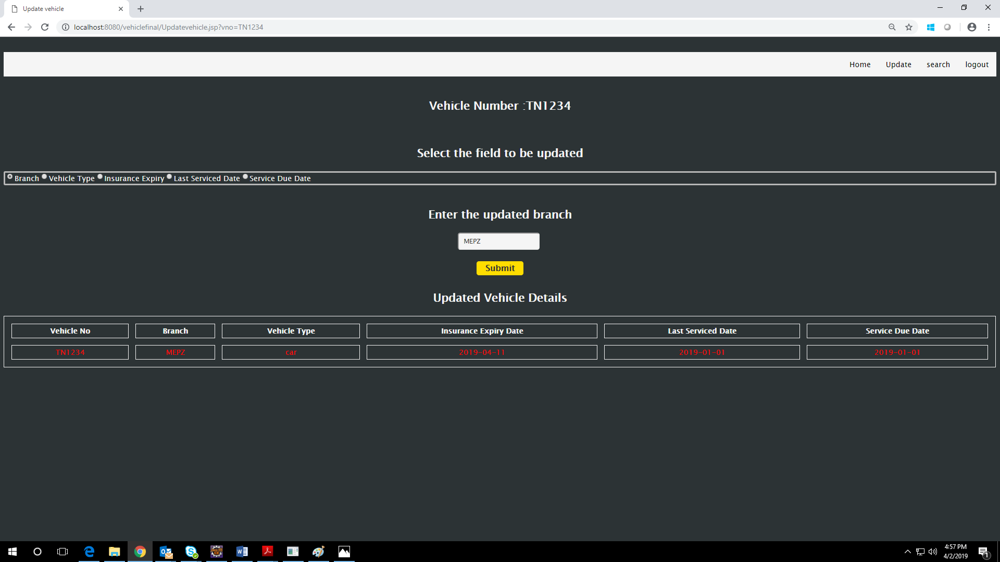 Update vehicle
localhost:8080/vehiclefinal/Updatevehicle.jsp?vno=TN1234
Home Update search logout
Vehicle Number :TN1234
Select the field to be updated
Branch Vehicle Type Insurance Expiry Last Serviced Date Service Due Date
Enter the updated branch
MEPZ
Submit
Updated Vehicle Details
Vehicle No Branch Vehicle Type Insurance Expiry Date Last Serviced Date Service Due Date
TN1234 MEPZ car 2019-04-11 2019-01-01 2019-01-01
4:57 PM
4/2/2019
1